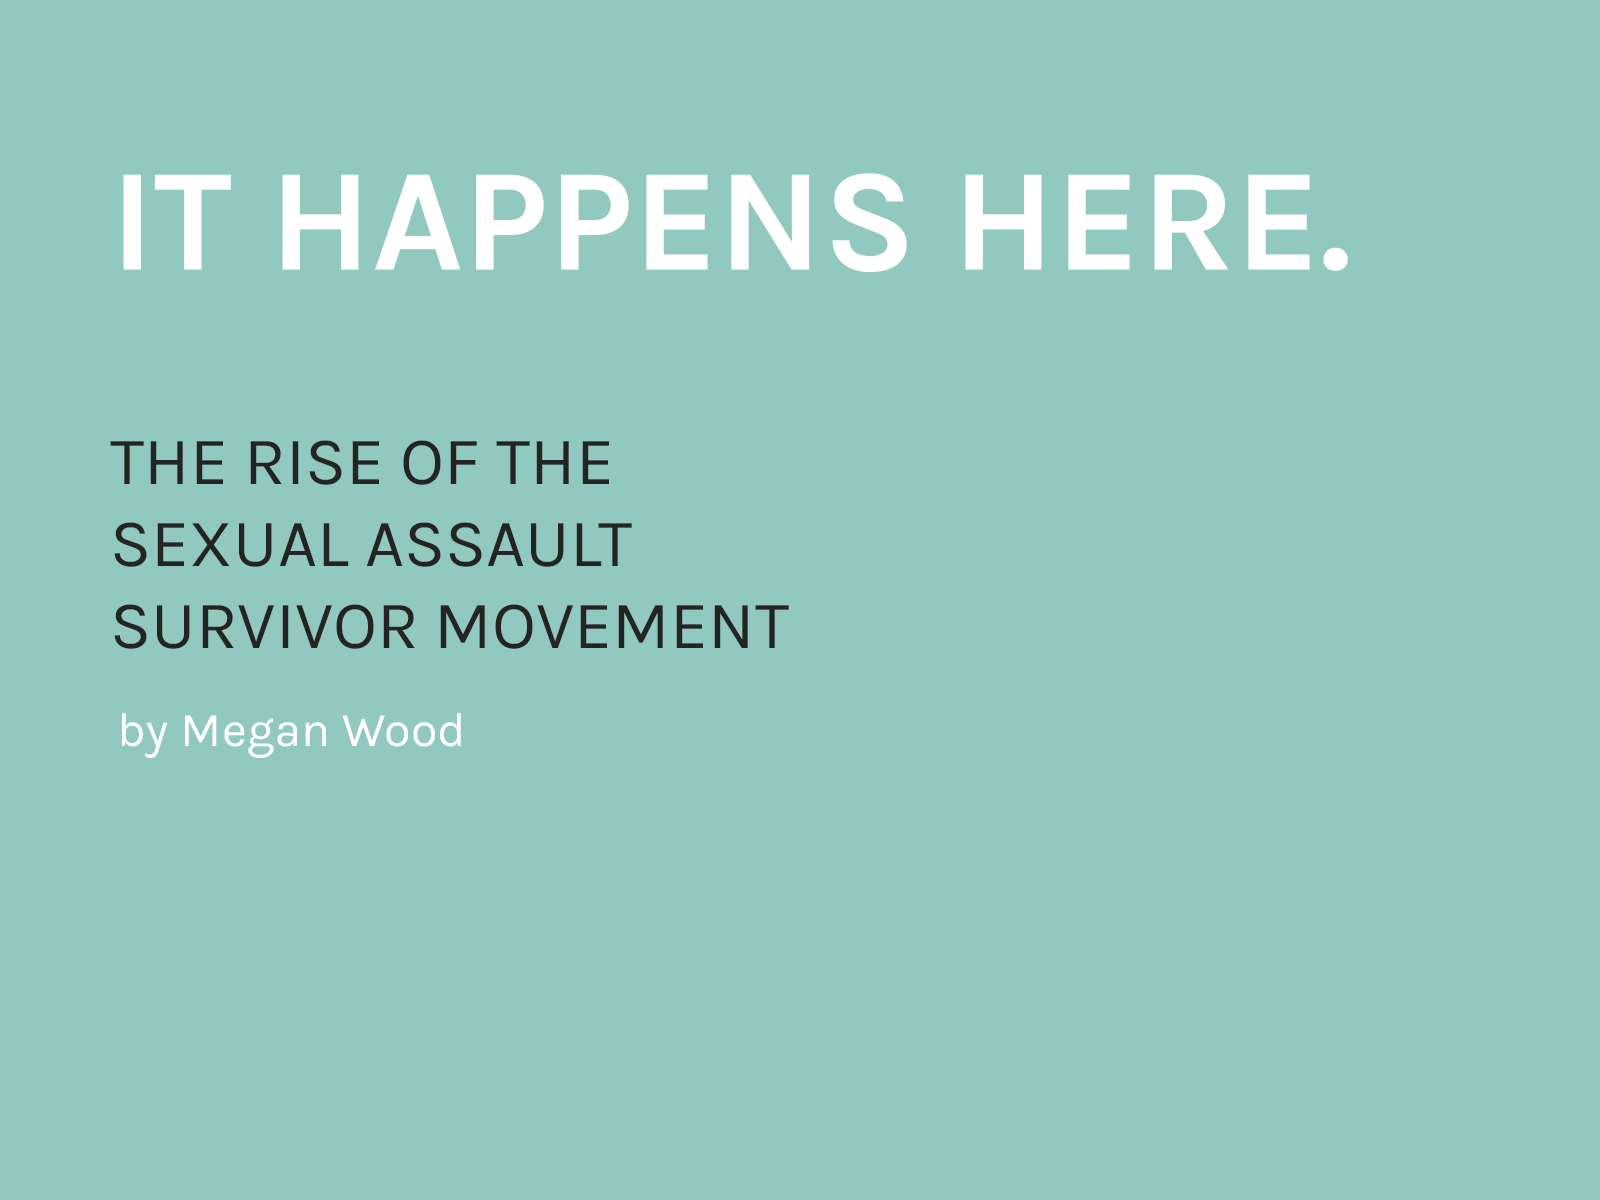 IT HAPPENS HERE.
THE RISE OF THE
SEXUAL ASSAULT
SURVIVOR MOVEMENT
by Megan Wood